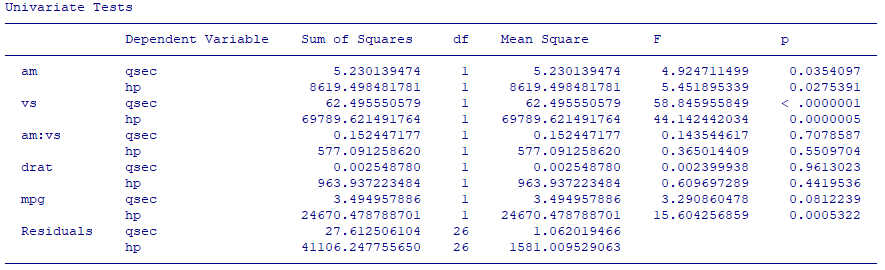 Univariate Tests
Dependent Variable Sum of Squares df Mean Square F p
am qsec 5.230139474 1 5.230139474 4.924711499 0.0354097
hp 8619.498481781 1 8619.498481781 5.451895339 0.0275391
vs qsec 62.495550579 1 62.495550579 58.845955849 < .0000001
hp 69789.621491764 1 69789.621491764 44.142442034 0.0000005
am:vs qsec 0.152447177 1 0.152447177 0.143544617 0.7078587
hp 577.091258620 1 577.091258620 0.365014409 0.5509704
drat qsec 0.002548780 1 0.002548780 0.002399938 0.9613023
hp 963.937223484 1 963.937223484 0.609697289 0.4419536
mpg qsec 3.494957886 1 3.494957886 3.290860478 0.0812239
hp 24670.478788701 1 24670.478788701 15.604256859 0.0005322
Residuals qsec 27.612506104 26 1.062019466
hp 41106.247755650 26 1581.009529063